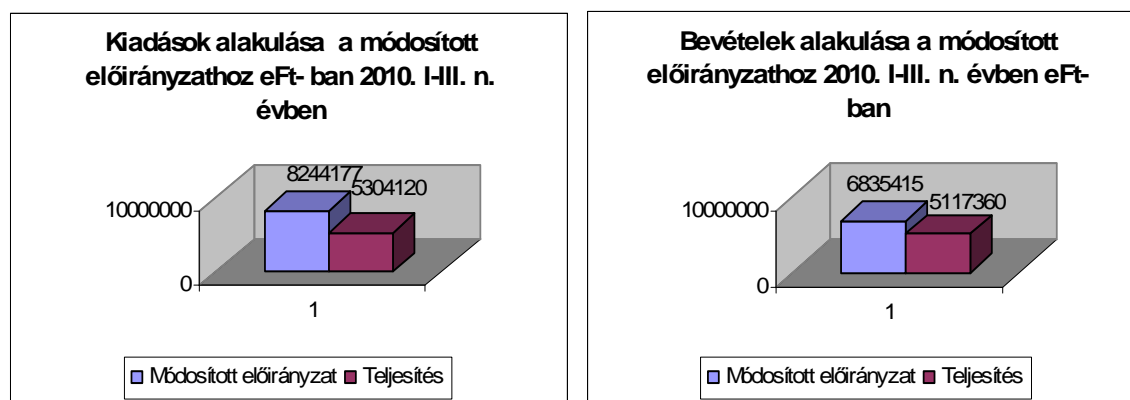 Kiadások alakulása a módosított
előirányzathoz eFt- ban 2010. I-III. n.
évben
8244177
5304120
10000000
0
1
Módosított előirányzat Teljesítés
Bevételek alakulása a módosított
előirányzathoz 2010. I-III. n. évben eFt-
ban
6835415
5117360
10000000
0
1
Módosított előirányzat Teljesítés